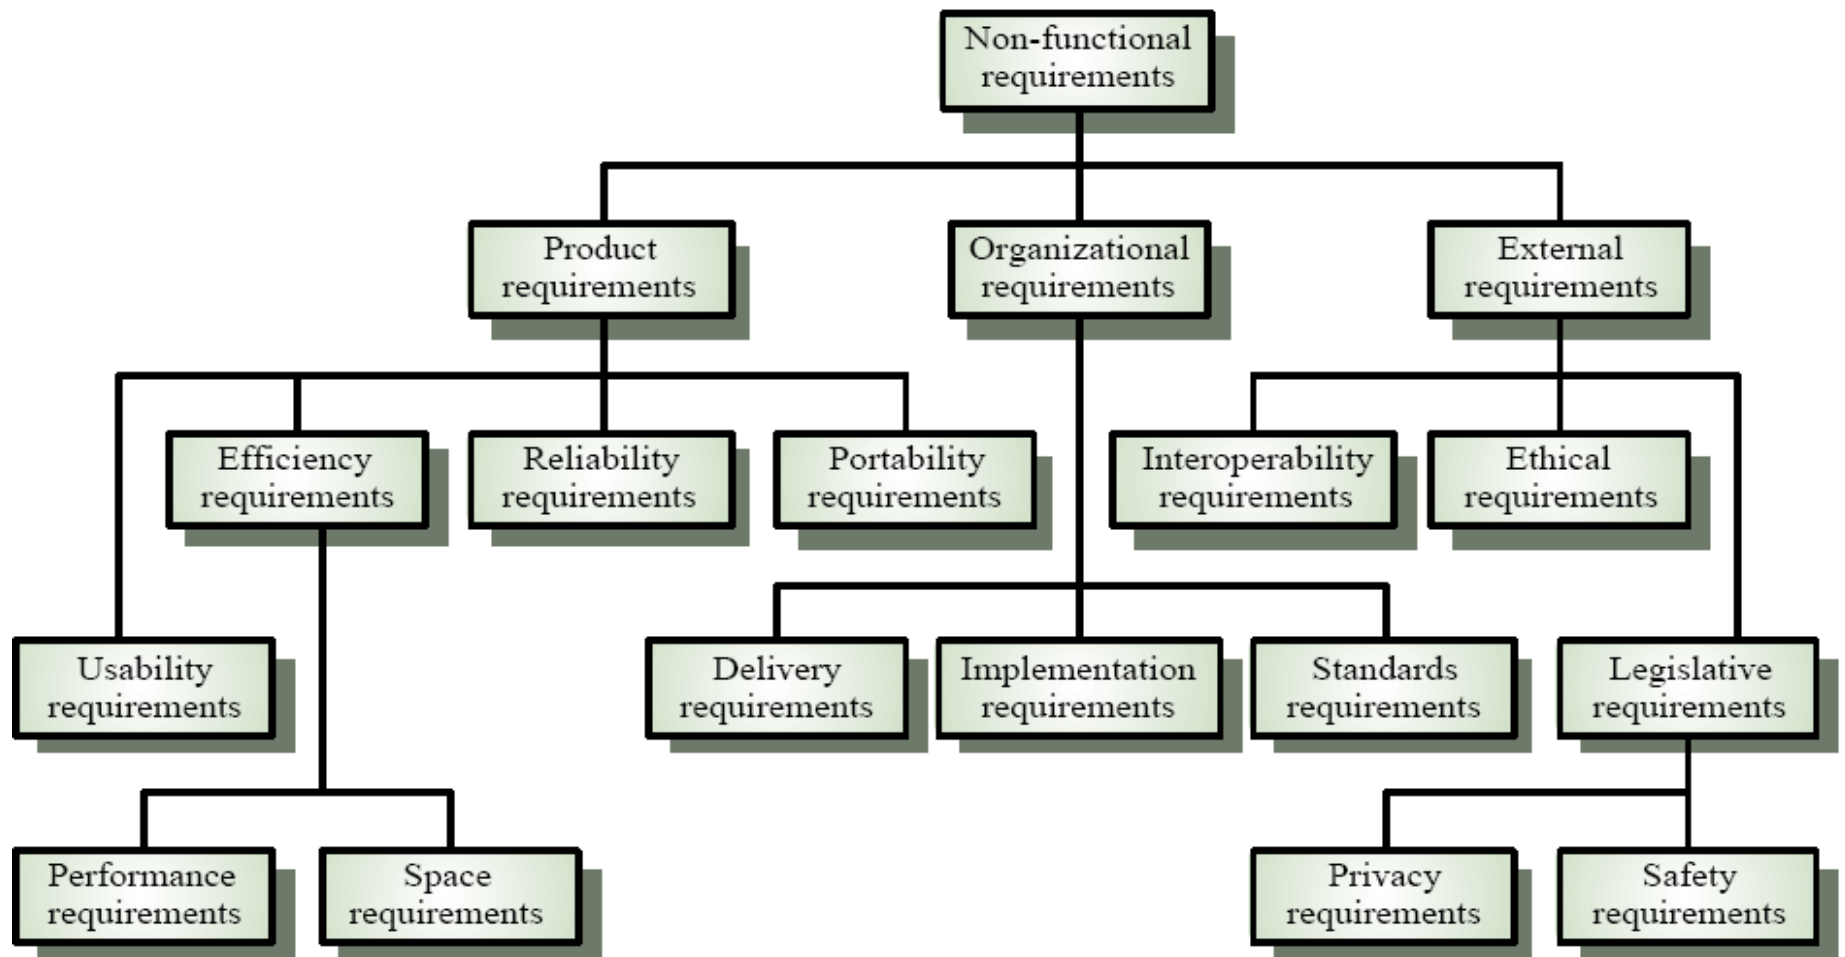 Non-functional
requirements
Product
requirements
Organizational
requirements
External
requirements
Efficiency
requirements
Reliability
requirements
Portability
requirements
Interoperability
requirements
Ethical
requirements
Usability
requirements
Delivery
requirements
Implementation
requirements
Standards
requirements
Legislative
requirements
Performance
requirements
Space
requirements
Privacy
requirements
Safety
requirements